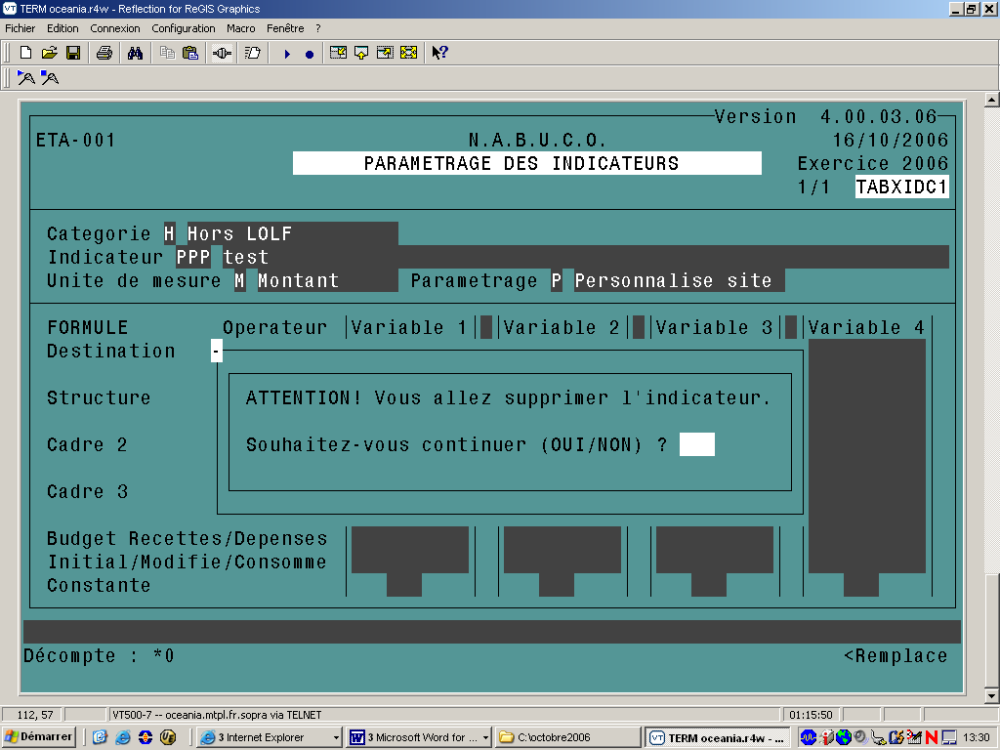 TERM oceania.r4w - Reflection for ReGIS Graphics
Fichier Edition Connexion Configuration Macro Fenêtre ?
Version 4.00.03.06
ETA-001 N.A.B.U.C.O. 16/10/2006
PARAMETRAGE DES INDICATEURS Exercice 2006
1/1 TABXIDC1
Categorie H Hors LOLF
Indicateur PPP test
Unite de mesure M Montant Parametrage P Personnalise site
FORMULE Operateur Variable 1 Variable 2 Variable 3 Variable 4
Destination -
Structure ATTENTION! Vous allez supprimer l'indicateur.
Cadre 2 Souhaitez-vous continuer (OUI/NON) ?
Cadre 3
Budget Recettes/Depenses
Initial/Modifie/Consomme
Constante
Décompte : *0 <Remplace
112, 57 VT500-7 -- oceania.mtpl.fr.sopra via TELNET 01:15:50
Démarrer 3 Internet Explorer 3 Microsoft Word for ... C:\octobre2006 TERM oceania.r4w - ... 13:30